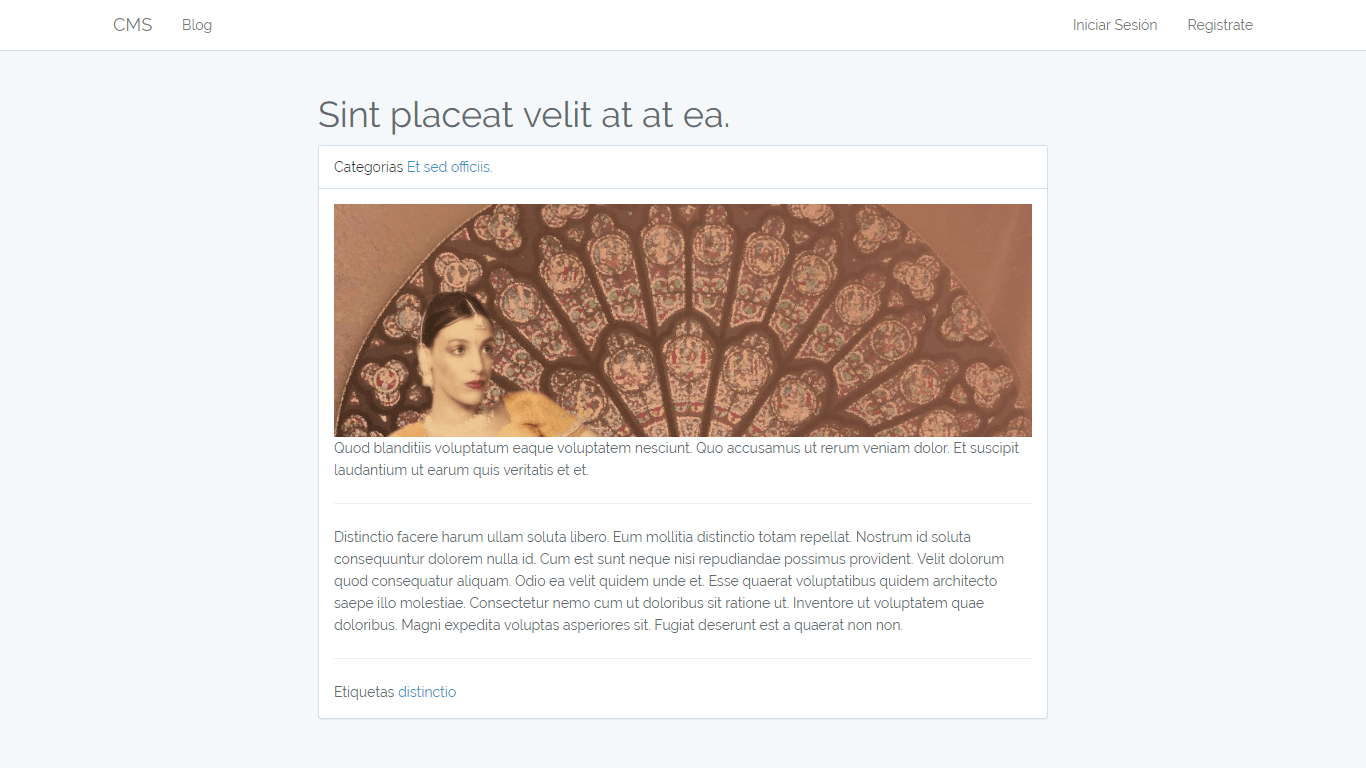 CMS Blog Iniciar Sesión Registrate
Sint placeat velit at at ea.
Categorías Et sed officiis.
Quod blanditiis voluptatum eaque voluptatem nesciunt. Quo accusamus ut rerum veniam dolor. Et suscipit
laudantium ut earum quis veritatis et et.
Distinctio facere harum ullam soluta libero. Eum mollitia distinctio totam repellat. Nostrum id soluta
consequuntur dolorem nulla id. Cum est sunt neque nisi repudiandae possimus provident. Velit dolorum
quod consequatur aliquam. Odio ea velit quidem unde et. Esse quaerat voluptatibus quidem architecto
saepe illo molestiae. Consectetur nemo cum ut doloribus sit ratione ut. Inventore ut voluptatem quae
doloribus. Magni expedita voluptas asperiores sit. Fugiat deserunt est a quaerat non non.
Etiquetas distinctio